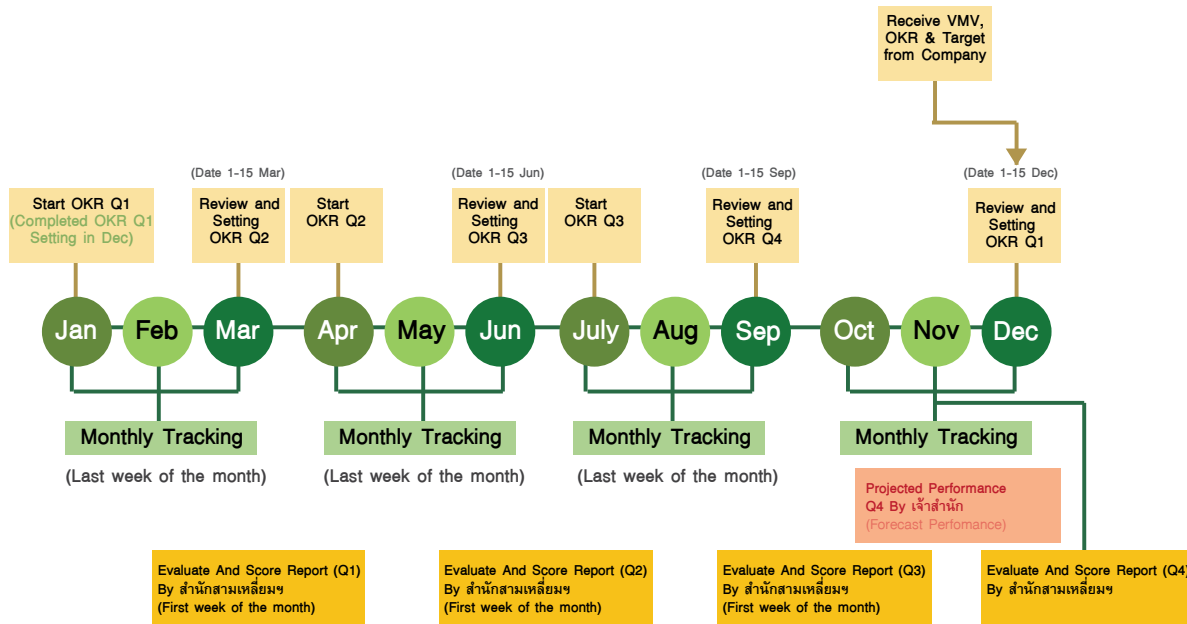 Receive VMV,
OKR & Target
from Company
(Date 1-15 Mar)
(Date 1-15 Jun)
(Date 1-15 Sep)
(Date 1-15 Dec)
Start OKR Q1
(Completed OKR Q1
Setting in Dec)
Review and
Setting
OKR Q2
Start
OKR Q2
Review and
Setting
OKR Q3
Start
OKR Q3
Review and
Setting
OKR Q4
Review and
Setting
OKR Q1
Jan
Feb
Mar
Apr
May
Jun
July
Aug
Sep
Oct
Nov
Dec
Monthly Tracking
(Last week of the month)
Monthly Tracking
(Last week of the month)
Monthly Tracking
(Last week of the month)
Monthly Tracking
Projected Performance
Q4 By เจ้าสำนัก
(Forecast Perfomance)
Evaluate And Score Report (Q1)
By สำนักสามเหลี่ยมฯ
(First week of the month)
Evaluate And Score Report (Q2)
By สำนักสามเหลี่ยมฯ
(First week of the month)
Evaluate And Score Report (Q3)
By สำนักสามเหลี่ยมฯ
(First week of the month)
Evaluate And Score Report (Q4)
By สำนักสามเหลี่ยมฯ